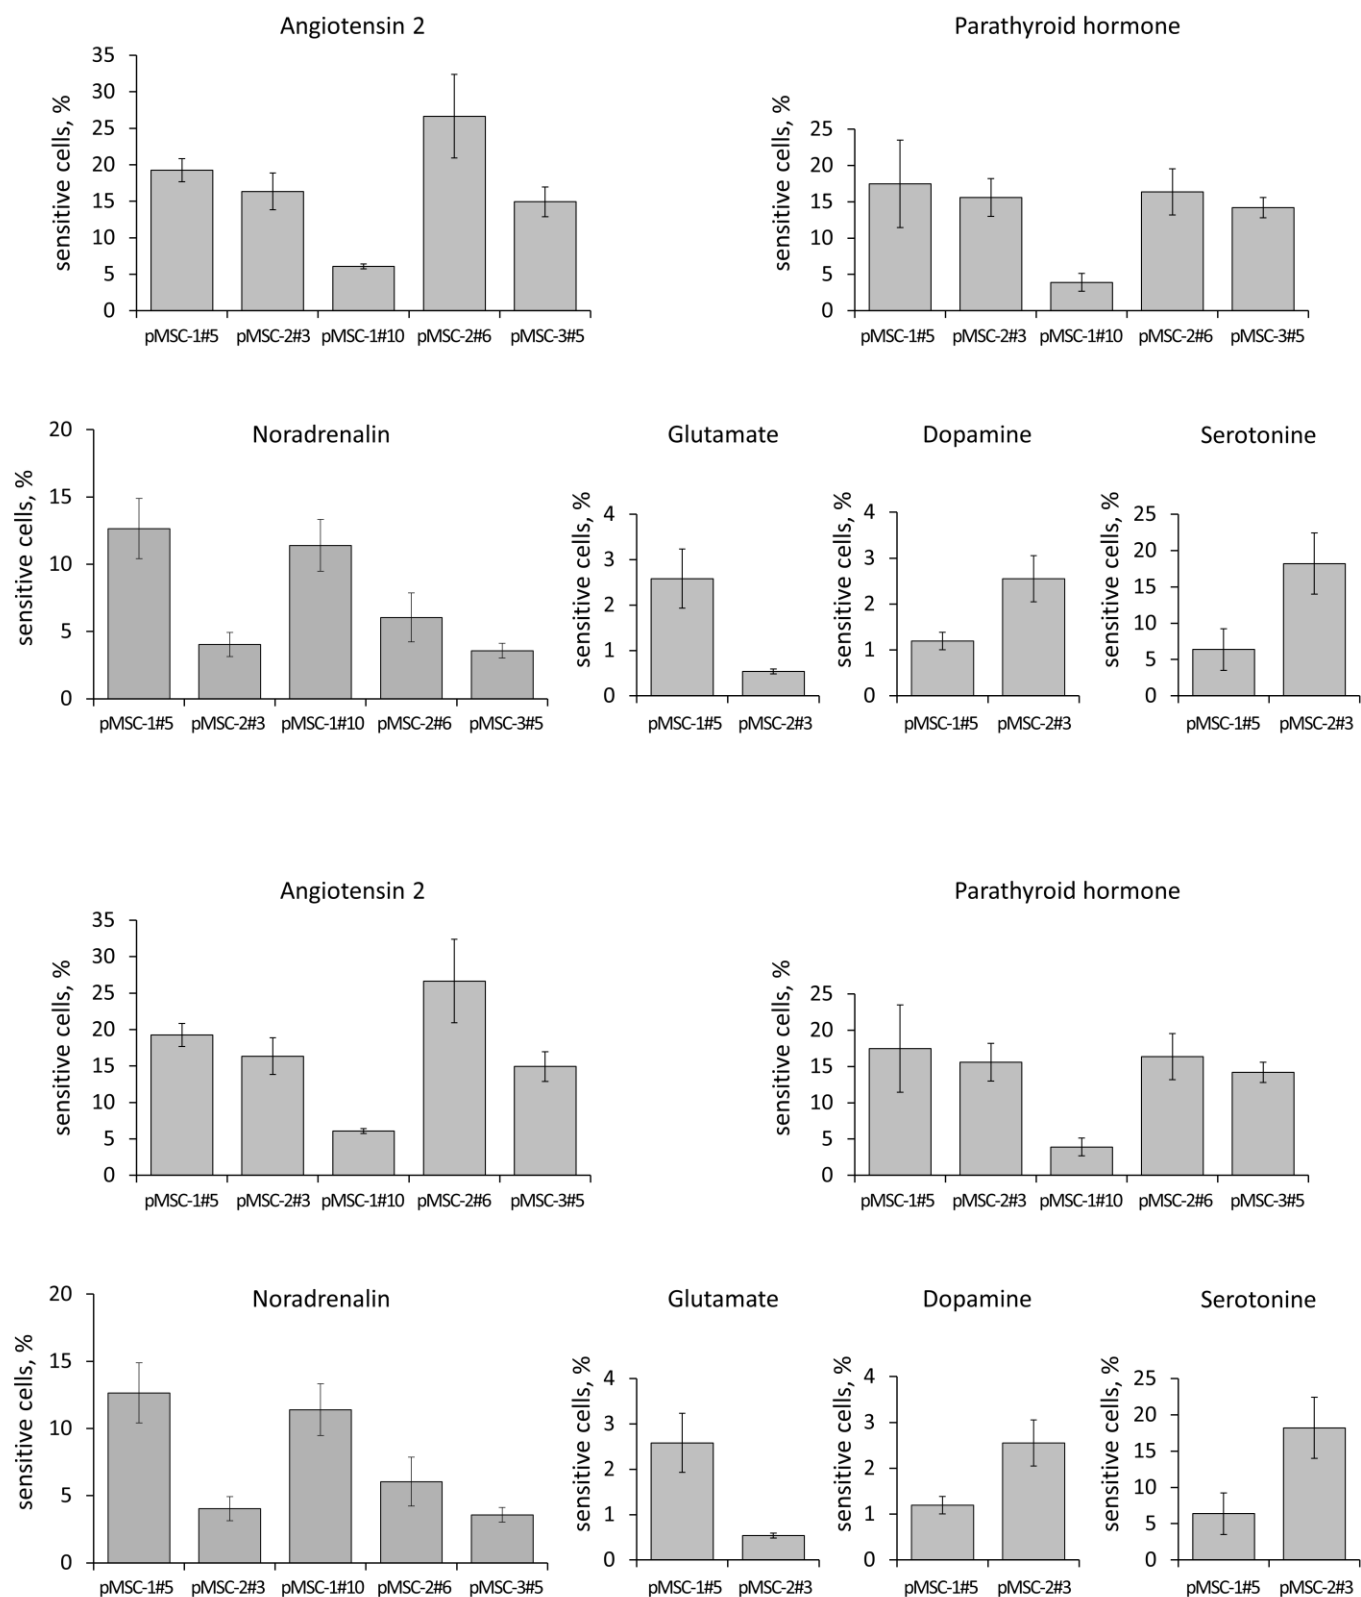 Angiotensin 2
sensitive cells, %
35
30
25
20
15
10
5
0
pMSC-1#5 pMSC-2#3 pMSC-1#10 pMSC-2#6 pMSC-3#5
Parathyroid hormone
sensitive cells, %
25
20
15
10
5
0
pMSC-1#5 pMSC-2#3 pMSC-1#10 pMSC-2#6 pMSC-3#5
Noradrenalin
sensitive cells, %
20
15
10
5
0
pMSC-1#5 pMSC-2#3 pMSC-1#10 pMSC-2#6 pMSC-3#5
Glutamate
sensitive cells, %
4
3
2
1
0
pMSC-1#5 pMSC-2#3
Dopamine
sensitive cells, %
4
3
2
1
0
pMSC-1#5 pMSC-2#3
Serotonine
sensitive cells, %
25
20
15
10
5
0
pMSC-1#5 pMSC-2#3
Angiotensin 2
sensitive cells, %
35
30
25
20
15
10
5
0
pMSC-1#5 pMSC-2#3 pMSC-1#10 pMSC-2#6 pMSC-3#5
Parathyroid hormone
sensitive cells, %
25
20
15
10
5
0
pMSC-1#5 pMSC-2#3 pMSC-1#10 pMSC-2#6 pMSC-3#5
Noradrenalin
sensitive cells, %
20
15
10
5
0
pMSC-1#5 pMSC-2#3 pMSC-1#10 pMSC-2#6 pMSC-3#5
Glutamate
sensitive cells, %
4
3
2
1
0
pMSC-1#5 pMSC-2#3
Dopamine
sensitive cells, %
4
3
2
1
0
pMSC-1#5 pMSC-2#3
Serotonine
sensitive cells, %
25
20
15
10
5
0
pMSC-1#5 pMSC-2#3